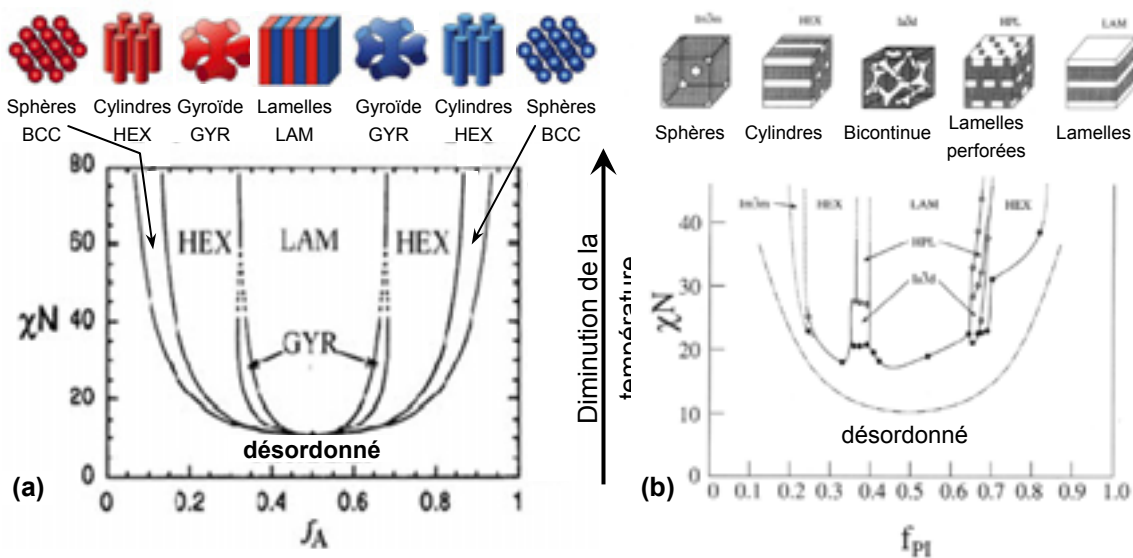 Sphères Cylindres Gyroïde Lamelles Gyroïde Cylindres Sphères
BCC HEX GYR LAM GYR HEX BCC
80
60
40
20
0
χN
HEX LAM HEX
GYR
désordonné
(a)
0 0.2 0.4 0.6 0.8 1
f_A
Diminution de la
température
Im3m HEX Ia3d HPL LAM
Sphères Cylindres Bicontinue Lamelles perforées Lamelles
40
30
20
10
0
χN
Im3m HEX LAM HEX
HPL
Ia3d
désordonné
(b)
0 0.1 0.2 0.3 0.4 0.5 0.6 0.7 0.8 0.9 1.0
f_PI